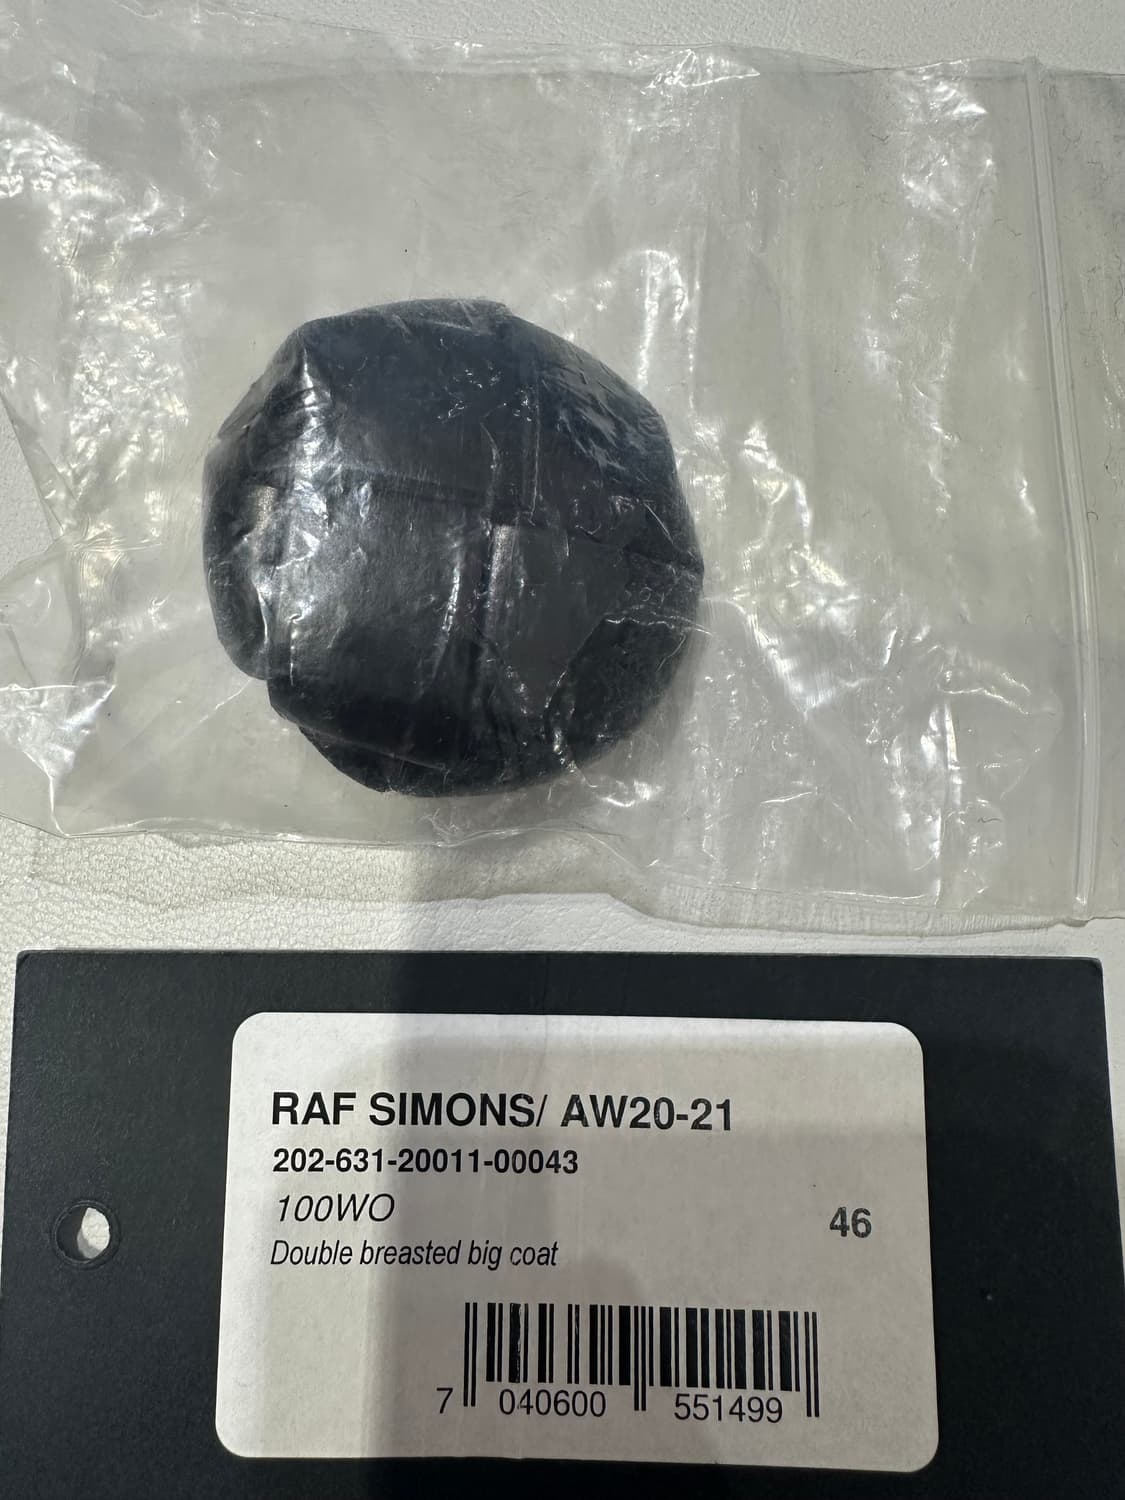 RAF SIMONS/ AW20-21
202-631-20011-00043
100WO
46
Double breasted big coat
7 040600 551499